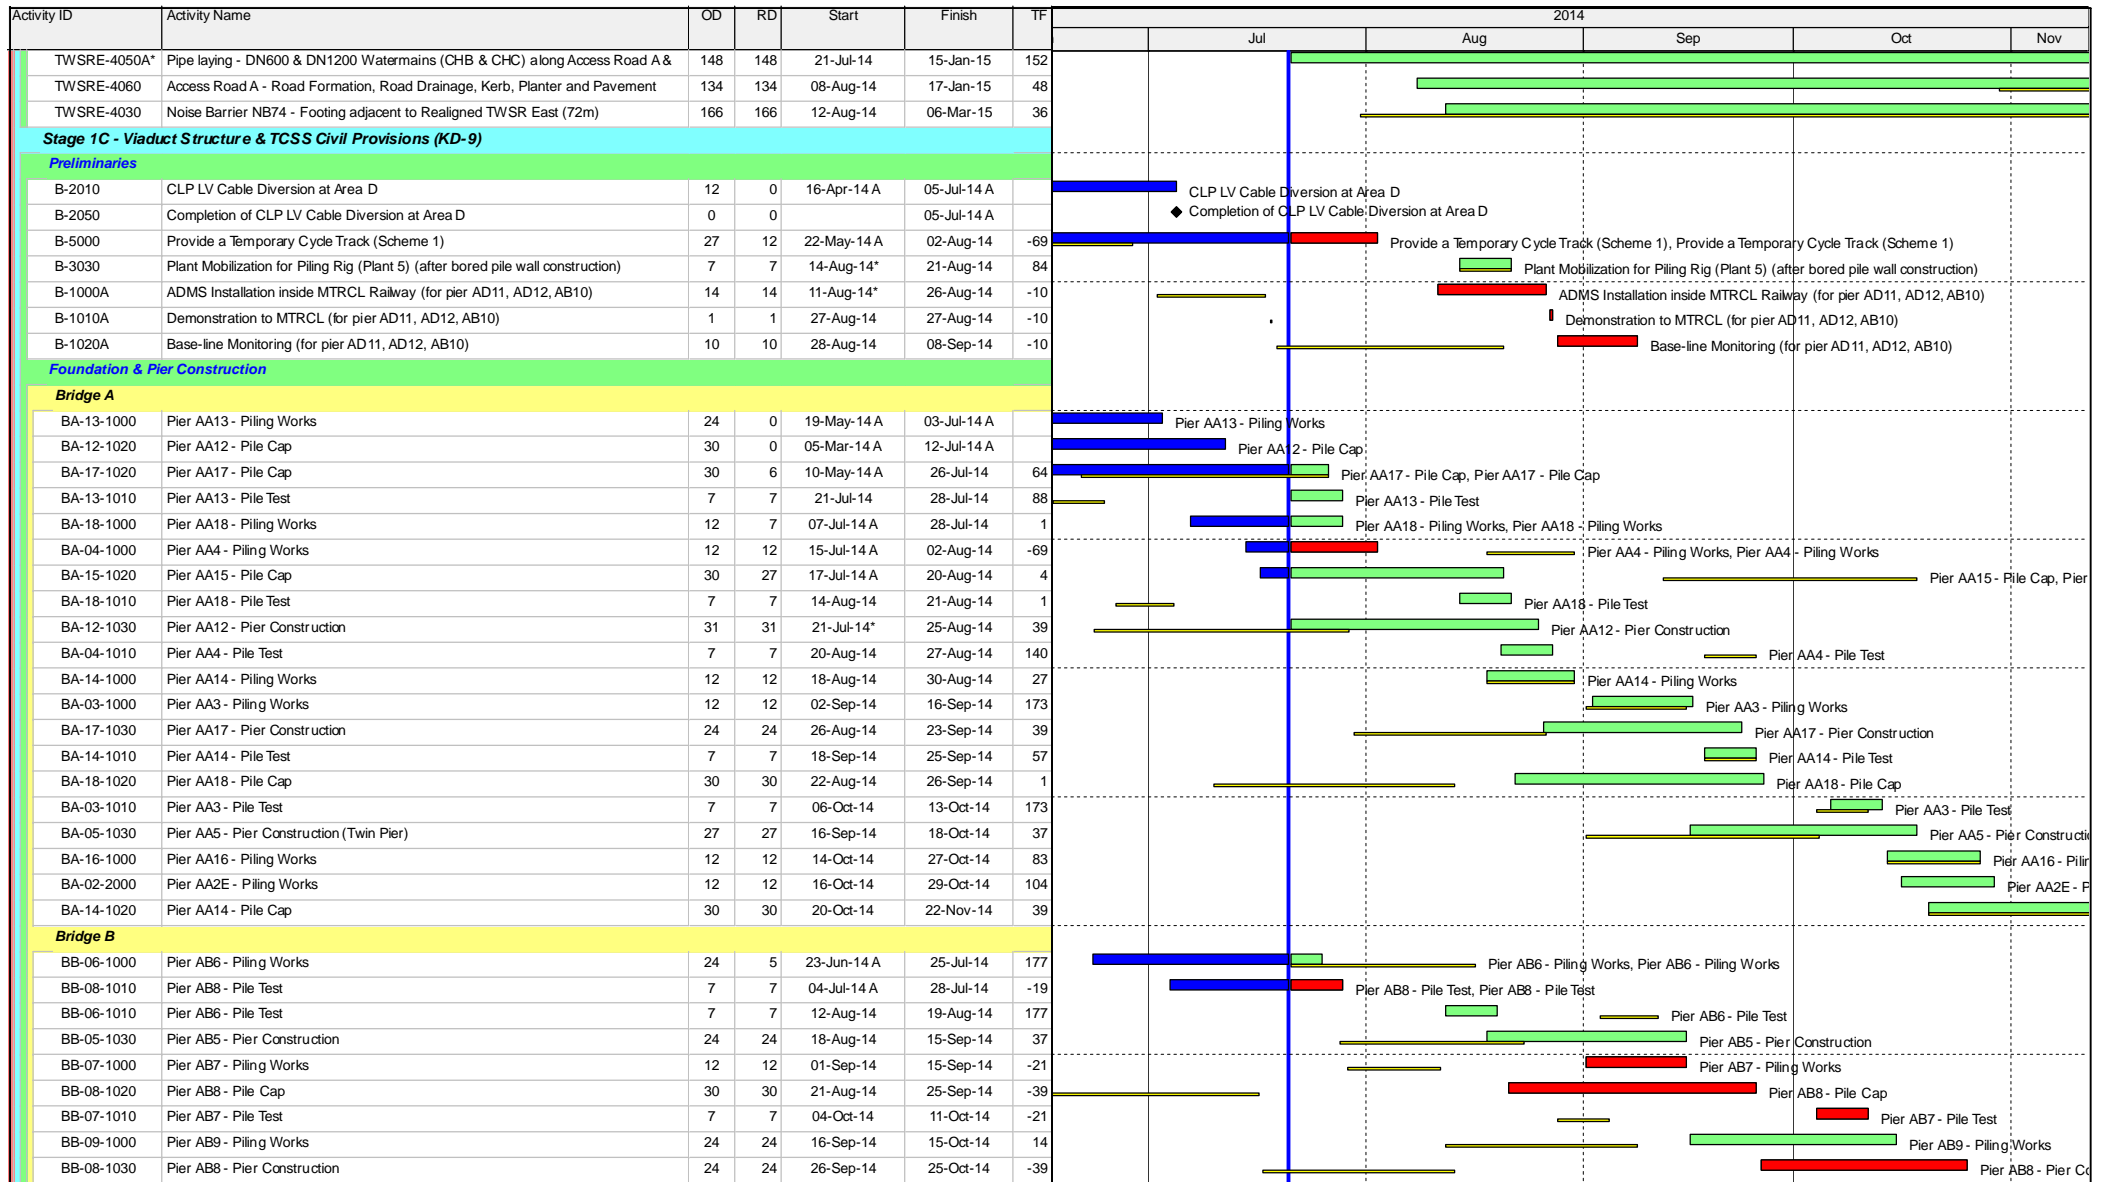 Activity ID Activity Name OD RD Start Finish TF 2014
Jul Aug Sep Oct Nov
TWSRE-4050A* Pipe laying - DN600 & DN1200 Watermains (CHB & CHC) along Access Road A & 148 148 21-Jul-14 15-Jan-15 152
TWSRE-4060 Access Road A - Road Formation, Road Drainage, Kerb, Planter and Pavement 134 134 08-Aug-14 17-Jan-15 48
TWSRE-4030 Noise Barrier NB74 - Footing adjacent to Realigned TWSR East (72m) 166 166 12-Aug-14 06-Mar-15 36
Stage 1C - Viaduct Structure & TCSS Civil Provisions (KD-9)
Preliminaries
B-2010 CLP LV Cable Diversion at Area D 12 0 16-Apr-14 A 05-Jul-14 A CLP LV Cable Diversion at Area D
B-2050 Completion of CLP LV Cable Diversion at Area D 0 0 05-Jul-14 A Completion of CLP LV Cable Diversion at Area D
B-5000 Provide a Temporary Cycle Track (Scheme 1) 27 12 22-May-14 A 02-Aug-14 -69 Provide a Temporary Cycle Track (Scheme 1), Provide a Temporary Cycle Track (Scheme 1)
B-3030 Plant Mobilization for Piling Rig (Plant 5) (after bored pile wall construction) 7 7 14-Aug-14* 21-Aug-14 84 Plant Mobilization for Piling Rig (Plant 5) (after bored pile wall construction)
B-1000A ADMS Installation inside MTRCL Railway (for pier AD11, AD12, AB10) 14 14 11-Aug-14* 26-Aug-14 -10 ADMS Installation inside MTRCL Railway (for pier AD11, AD12, AB10)
B-1010A Demonstration to MTRCL (for pier AD11, AD12, AB10) 1 1 27-Aug-14 27-Aug-14 -10 Demonstration to MTRCL (for pier AD11, AD12, AB10)
B-1020A Base-line Monitoring (for pier AD11, AD12, AB10) 10 10 28-Aug-14 08-Sep-14 -10 Base-line Monitoring (for pier AD11, AD12, AB10)
Foundation & Pier Construction
Bridge A
BA-13-1000 Pier AA13 - Piling Works 24 0 19-May-14 A 03-Jul-14 A Pier AA13 - Piling Works
BA-12-1020 Pier AA12 - Pile Cap 30 0 05-Mar-14 A 12-Jul-14 A Pier AA12 - Pile Cap
BA-17-1020 Pier AA17 - Pile Cap 30 6 10-May-14 A 26-Jul-14 64 Pier AA17 - Pile Cap, Pier AA17 - Pile Cap
BA-13-1010 Pier AA13 - Pile Test 7 7 21-Jul-14 28-Jul-14 88 Pier AA13 - Pile Test
BA-18-1000 Pier AA18 - Piling Works 12 7 07-Jul-14 A 28-Jul-14 1 Pier AA18 - Piling Works, Pier AA18 - Piling Works
BA-04-1000 Pier AA4 - Piling Works 12 12 15-Jul-14 A 02-Aug-14 -69 Pier AA4 - Piling Works, Pier AA4 - Piling Works
BA-15-1020 Pier AA15 - Pile Cap 30 27 17-Jul-14 A 20-Aug-14 4 Pier AA15 - Pile Cap, Pier
BA-18-1010 Pier AA18 - Pile Test 7 7 14-Aug-14 21-Aug-14 1 Pier AA18 - Pile Test
BA-12-1030 Pier AA12 - Pier Construction 31 31 21-Jul-14* 25-Aug-14 39 Pier AA12 - Pier Construction
BA-04-1010 Pier AA4 - Pile Test 7 7 20-Aug-14 27-Aug-14 140 Pier AA4 - Pile Test
BA-14-1000 Pier AA14 - Piling Works 12 12 18-Aug-14 30-Aug-14 27 Pier AA14 - Piling Works
BA-03-1000 Pier AA3 - Piling Works 12 12 02-Sep-14 16-Sep-14 173 Pier AA3 - Piling Works
BA-17-1030 Pier AA17 - Pier Construction 24 24 26-Aug-14 23-Sep-14 39 Pier AA17 - Pier Construction
BA-14-1010 Pier AA14 - Pile Test 7 7 18-Sep-14 25-Sep-14 57 Pier AA14 - Pile Test
BA-18-1020 Pier AA18 - Pile Cap 30 30 22-Aug-14 26-Sep-14 1 Pier AA18 - Pile Cap
BA-03-1010 Pier AA3 - Pile Test 7 7 06-Oct-14 13-Oct-14 173 Pier AA3 - Pile Test
BA-05-1030 Pier AA5 - Pier Construction (Twin Pier) 27 27 16-Sep-14 18-Oct-14 37 Pier AA5 - Pier Constructi
BA-16-1000 Pier AA16 - Piling Works 12 12 14-Oct-14 27-Oct-14 83 Pier AA16 - Pilin
BA-02-2000 Pier AA2E - Piling Works 12 12 16-Oct-14 29-Oct-14 104 Pier AA2E - P
BA-14-1020 Pier AA14 - Pile Cap 30 30 20-Oct-14 22-Nov-14 39
Bridge B
BB-06-1000 Pier AB6 - Piling Works 24 5 23-Jun-14 A 25-Jul-14 177 Pier AB6 - Piling Works, Pier AB6 - Piling Works
BB-08-1010 Pier AB8 - Pile Test 7 7 04-Jul-14 A 28-Jul-14 -19 Pier AB8 - Pile Test, Pier AB8 - Pile Test
BB-06-1010 Pier AB6 - Pile Test 7 7 12-Aug-14 19-Aug-14 177 Pier AB6 - Pile Test
BB-05-1030 Pier AB5 - Pier Construction 24 24 18-Aug-14 15-Sep-14 37 Pier AB5 - Pier Construction
BB-07-1000 Pier AB7 - Piling Works 12 12 01-Sep-14 15-Sep-14 -21 Pier AB7 - Piling Works
BB-08-1020 Pier AB8 - Pile Cap 30 30 21-Aug-14 25-Sep-14 -39 Pier AB8 - Pile Cap
BB-07-1010 Pier AB7 - Pile Test 7 7 04-Oct-14 11-Oct-14 -21 Pier AB7 - Pile Test
BB-09-1000 Pier AB9 - Piling Works 24 24 16-Sep-14 15-Oct-14 14 Pier AB9 - Piling Works
BB-08-1030 Pier AB8 - Pier Construction 24 24 26-Sep-14 25-Oct-14 -39 Pier AB8 - Pier Co